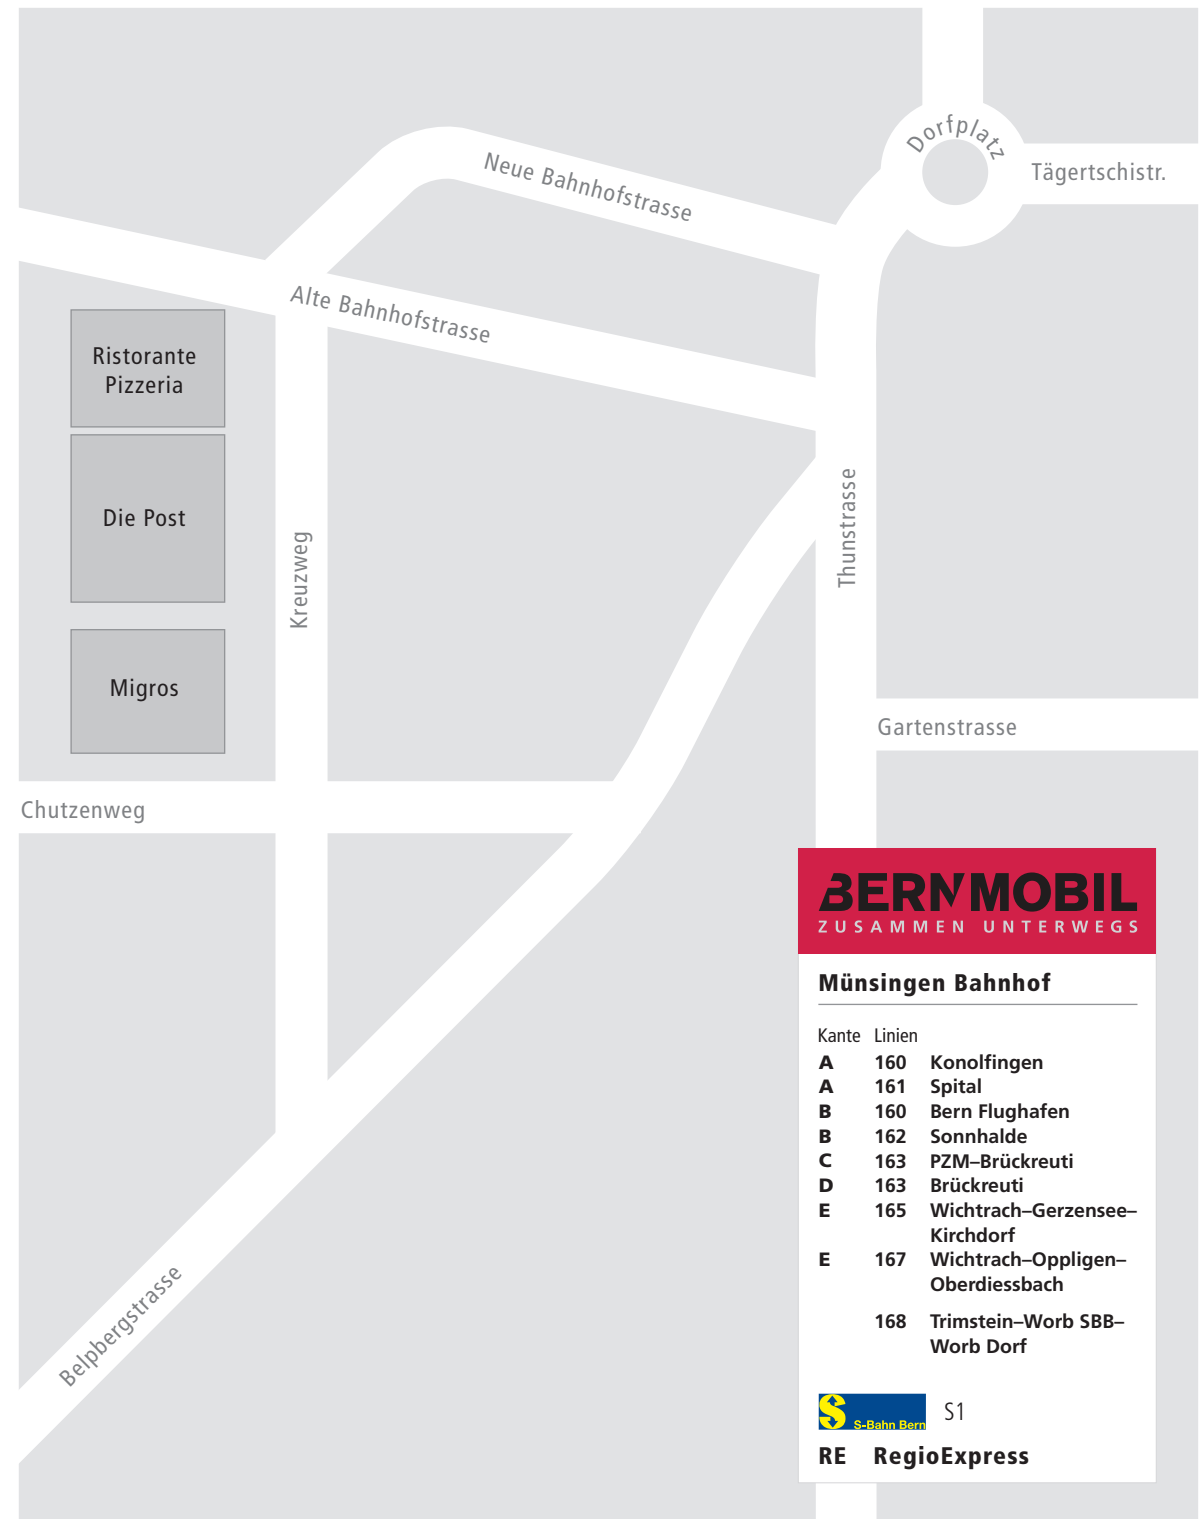 Dorfplatz
Tägertschistr.
Neue Bahnhofstrasse
Alte Bahnhofstrasse
Ristorante
Pizzeria
Die Post
Thunstrasse
Kreuzweg
Migros
Gartenstrasse
Chutzenweg
Belpbergstrasse
BERNMOBIL
ZUSAMMEN UNTERWEGS
Münsingen Bahnhof
Kante Linien
A 160 Konolfingen
A 161 Spital
B 160 Bern Flughafen
B 162 Sonnhalde
C 163 PZM–Brückreuti
D 163 Brückreuti
E 165 Wichtrach–Gerzensee–
Kirchdorf
E 167 Wichtrach–Oppligen–
Oberdiessbach
168 Trimstein–Worb SBB–
Worb Dorf
S S-Bahn Bern S1
RE RegioExpress